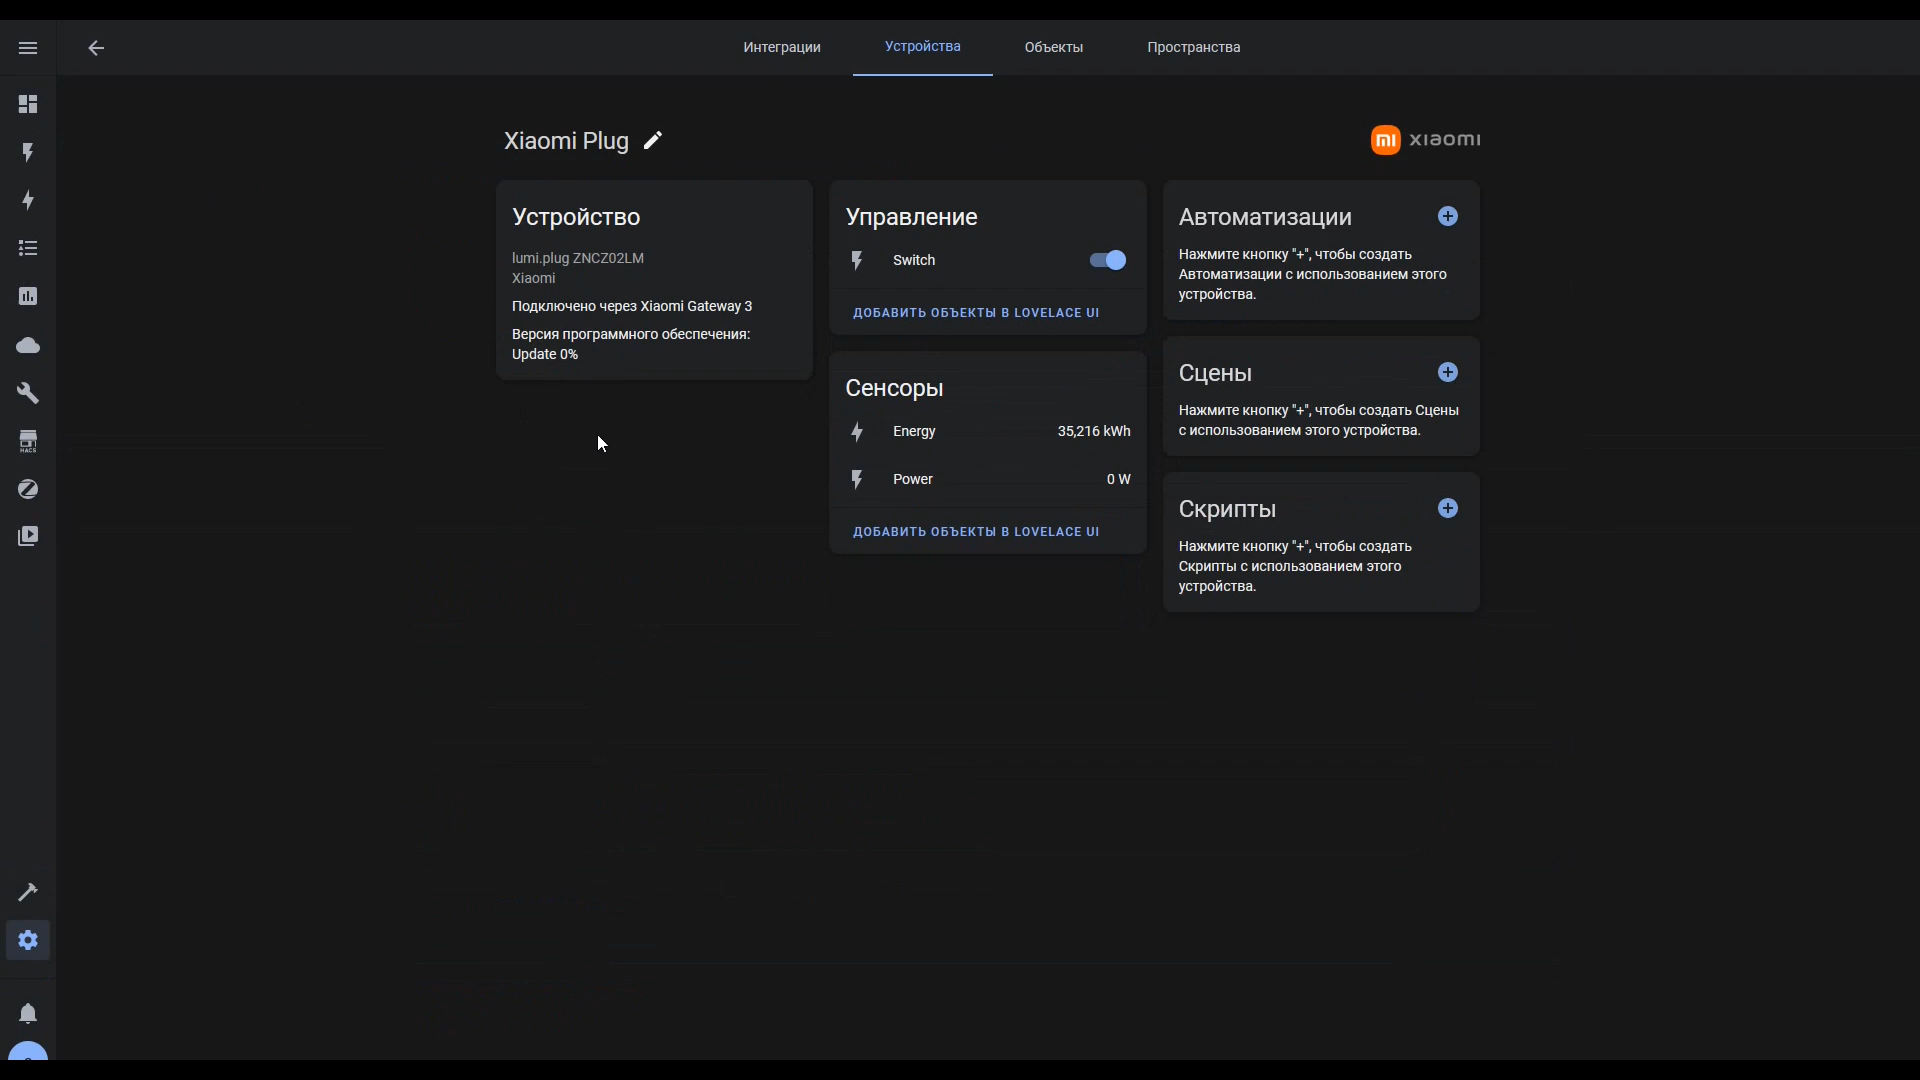 Интеграции
Устройства
Объекты
Пространства
Xiaomi Plug
mi xiaomi
Устройство
lumi.plug ZNCZ02LM
Xiaomi
Подключено через Xiaomi Gateway 3
Версия программного обеспечения:
Update 0%
Управление
Switch
ДОБАВИТЬ ОБЪЕКТЫ В LOVELACE UI
Сенсоры
Energy 35,216 kWh
Power 0 W
ДОБАВИТЬ ОБЪЕКТЫ В LOVELACE UI
Автоматизации
Нажмите кнопку "+", чтобы создать
Автоматизации с использованием этого
устройства.
Сцены
Нажмите кнопку "+", чтобы создать Сцены
с использованием этого устройства.
Скрипты
Нажмите кнопку "+", чтобы создать
Скрипты с использованием этого
устройства.
HACS